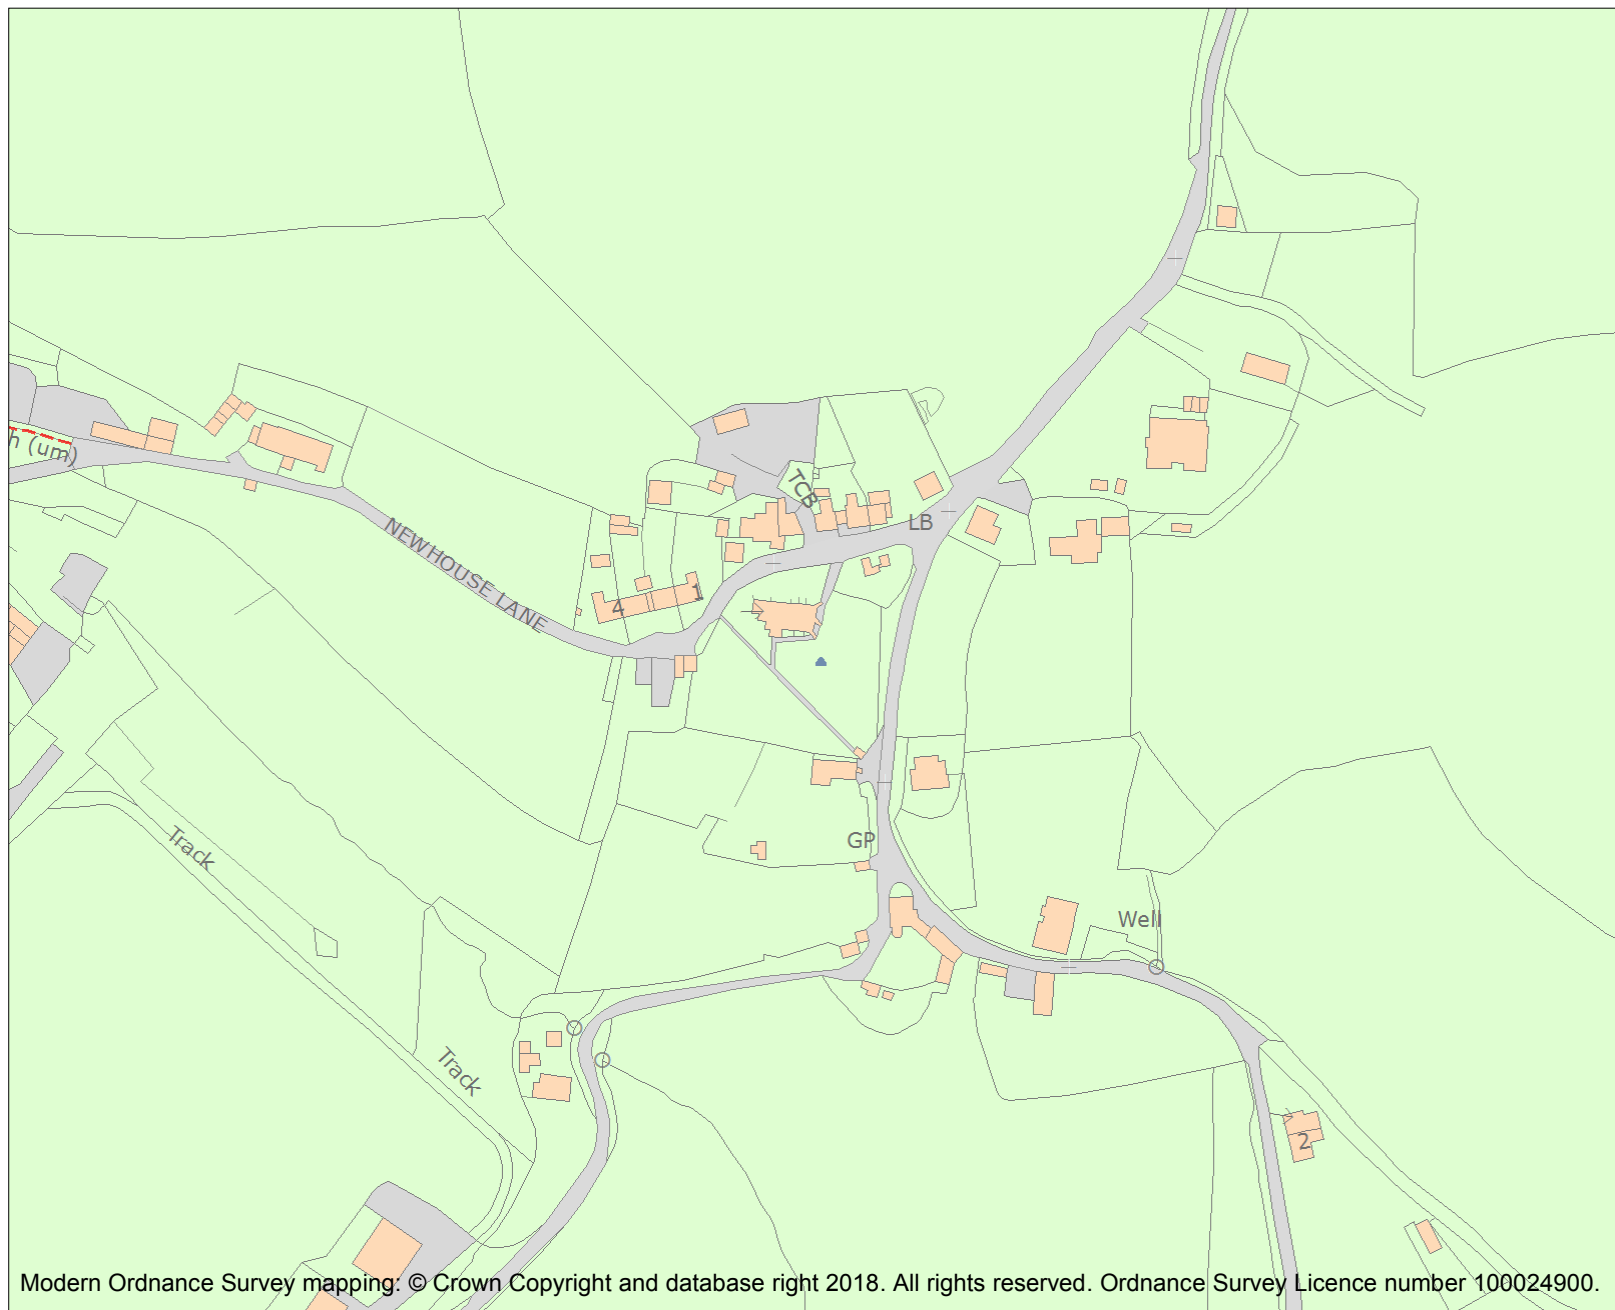 h (um)
TCB
LB
NEWHOUSE LANE
4
1
Track
GP
Well
Track
2
Modern Ordnance Survey mapping: © Crown Copyright and database right 2018. All rights reserved. Ordnance Survey Licence number 100024900.